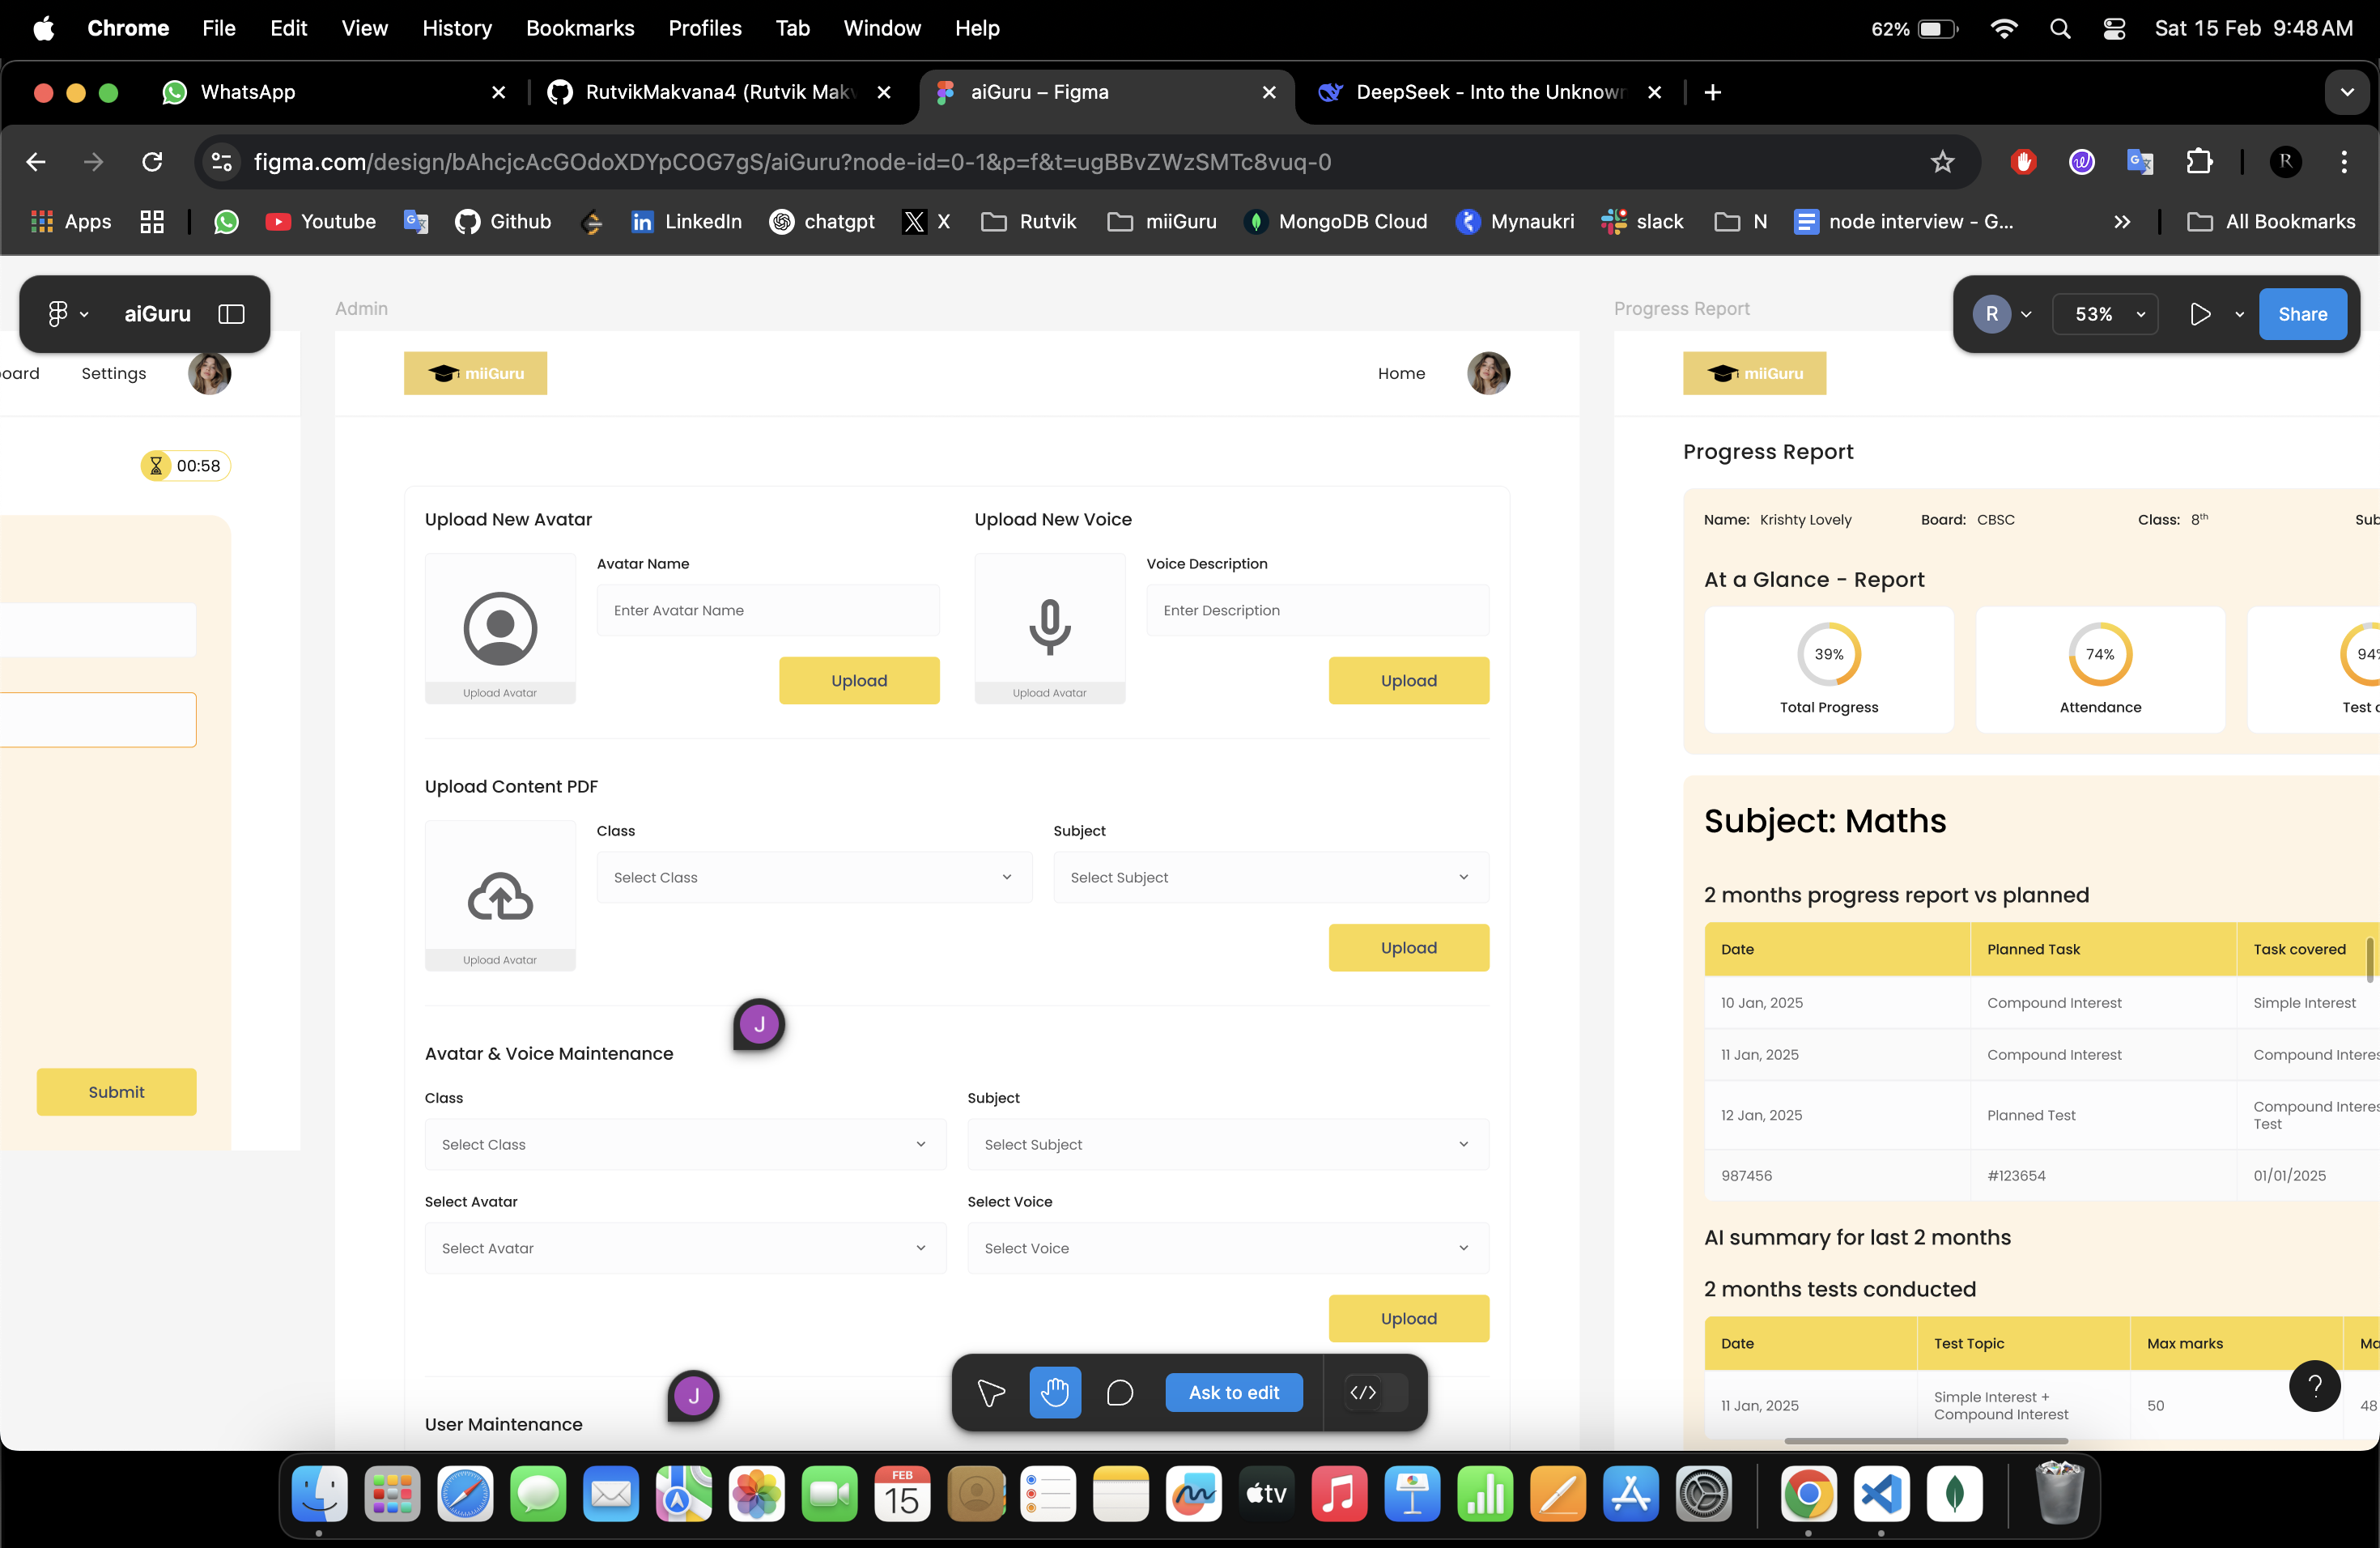 Chrome File Edit View History Bookmarks Profiles Tab Window Help
62% Sat 15 Feb 9:48 AM
WhatsApp
RutvikMakvana4 (Rutvik Makv
aiGuru – Figma
DeepSeek - Into the Unknown
figma.com/design/bAhcjcAcGOdoXDYpCOG7gS/aiGuru?node-id=0-1&p=f&t=ugBBvZWzSMTc8vuq-0
R
Apps Youtube Github LinkedIn chatgpt X Rutvik miiGuru MongoDB Cloud Mynaukri slack N node interview - G... All Bookmarks
aiGuru
R 53% Share
oard Settings
00:58
Submit
Admin
miiGuru
Home
Upload New Avatar
Avatar Name
Enter Avatar Name
Upload Avatar
Upload
Upload New Voice
Voice Description
Enter Description
Upload Avatar
Upload
Upload Content PDF
Class
Select Class
Subject
Select Subject
Upload Avatar
Upload
J
Avatar & Voice Maintenance
Class
Select Class
Subject
Select Subject
Select Avatar
Select Avatar
Select Voice
Select Voice
Upload
J
User Maintenance
Ask to edit
Progress Report
miiGuru
Progress Report
Name: Krishty Lovely Board: CBSC Class: 8th Sub
At a Glance - Report
39% 74% 94%
Total Progress Attendance Test c
Subject: Maths
2 months progress report vs planned
Date Planned Task Task covered
10 Jan, 2025 Compound Interest Simple Interest
11 Jan, 2025 Compound Interest Compound Interes
12 Jan, 2025 Planned Test Compound Interes
Test
987456 #123654 01/01/2025
AI summary for last 2 months
2 months tests conducted
Date Test Topic Max marks Ma
11 Jan, 2025 Simple Interest + Compound Interest 50 48
?
FEB
15
tv